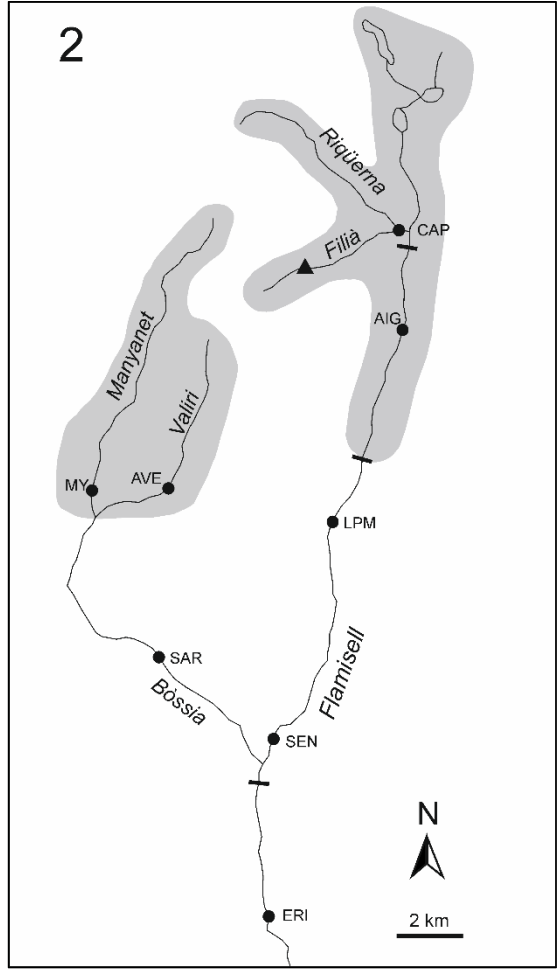 2
Riqüerna
CAP
Filià
AIG
Manyanet
Valiri
MY
AVE
LPM
Flamisell
SAR
Bòssia
SEN
N
2 km
ERI